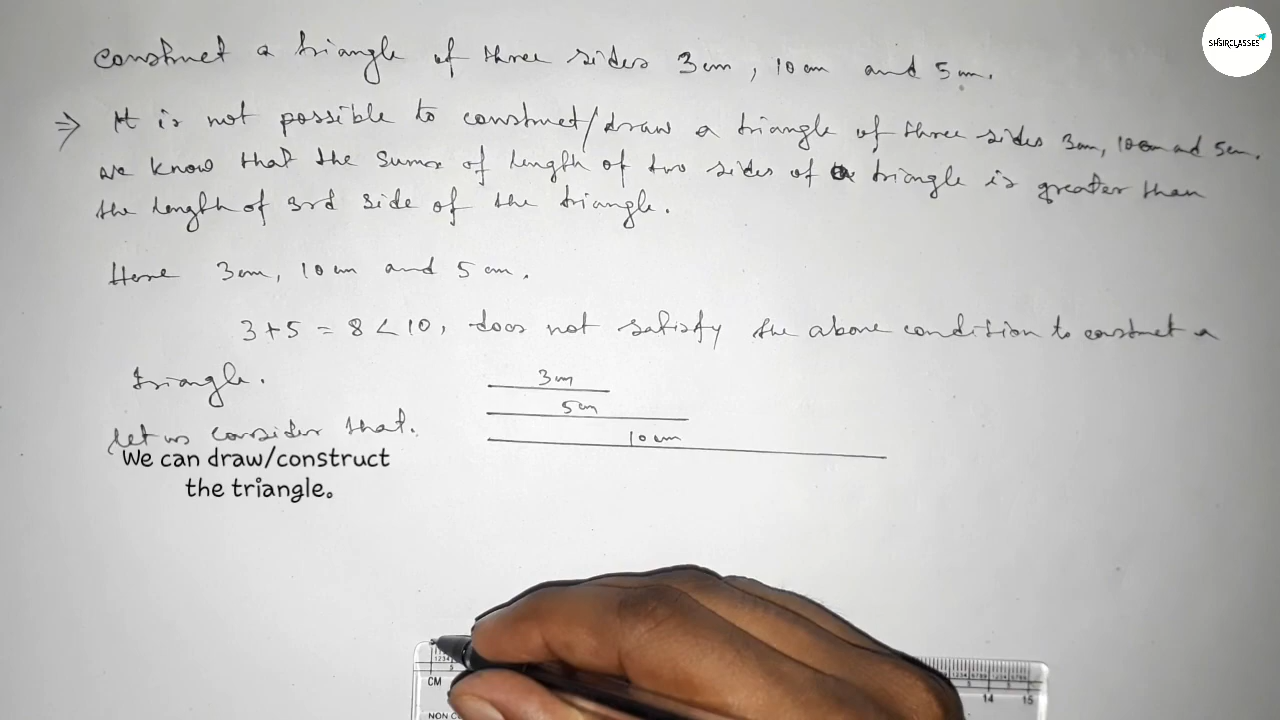 SHSIRCLASSES
construct a triangle of three sides 3cm, 10cm and 5cm.
⇒ It is not possible to construct/draw a triangle of three sides 3cm, 10cm and 5cm.
we know that the sum of length of two sides of a triangle is greater than
the length of 3rd side of the triangle.
Here 3cm, 10cm and 5cm.
3+5 = 8 < 10, does not satisfy the above condition to construct a
triangle.
3cm
5cm
10cm
let us consider that.
We can draw/construct
the triangle.
CM
14 15
NON C